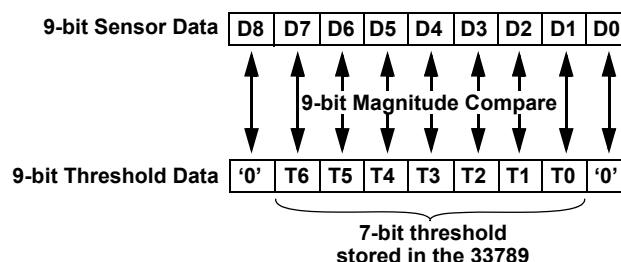 9-bit Sensor Data D8 D7 D6 D5 D4 D3 D2 D1 D0
9-bit Magnitude Compare
9-bit Threshold Data ‘0’ T6 T5 T4 T3 T2 T1 T0 ‘0’
7-bit threshold
stored in the 33789